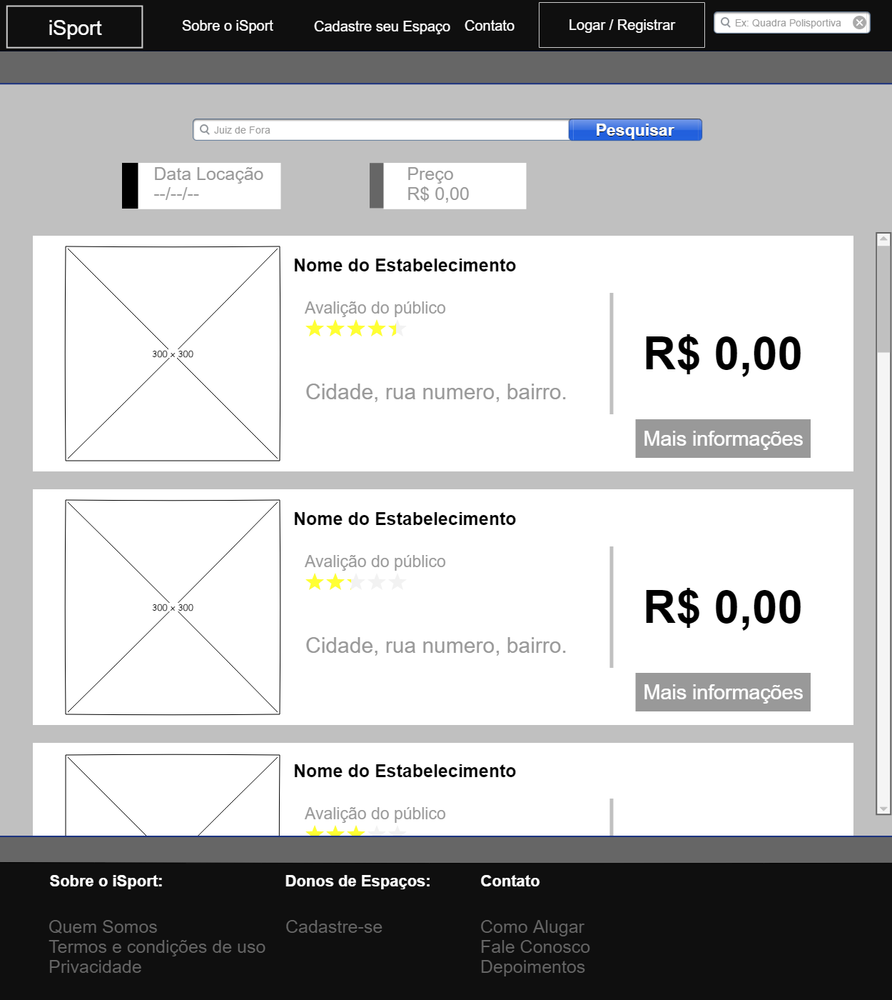 iSport
Sobre o iSport
Cadastre seu Espaço
Contato
Logar / Registrar
Ex: Quadra Polisportiva
Juiz de Fora
Pesquisar
Data Locação
--/--/--
Preço
R$ 0,00
300 × 300
Nome do Estabelecimento
Avalição do público
Cidade, rua numero, bairro.
R$ 0,00
Mais informações
300 × 300
Nome do Estabelecimento
Avalição do público
Cidade, rua numero, bairro.
R$ 0,00
Mais informações
Nome do Estabelecimento
Avalição do público
Sobre o iSport:
Quem Somos
Termos e condições de uso
Privacidade
Donos de Espaços:
Cadastre-se
Contato
Como Alugar
Fale Conosco
Depoimentos